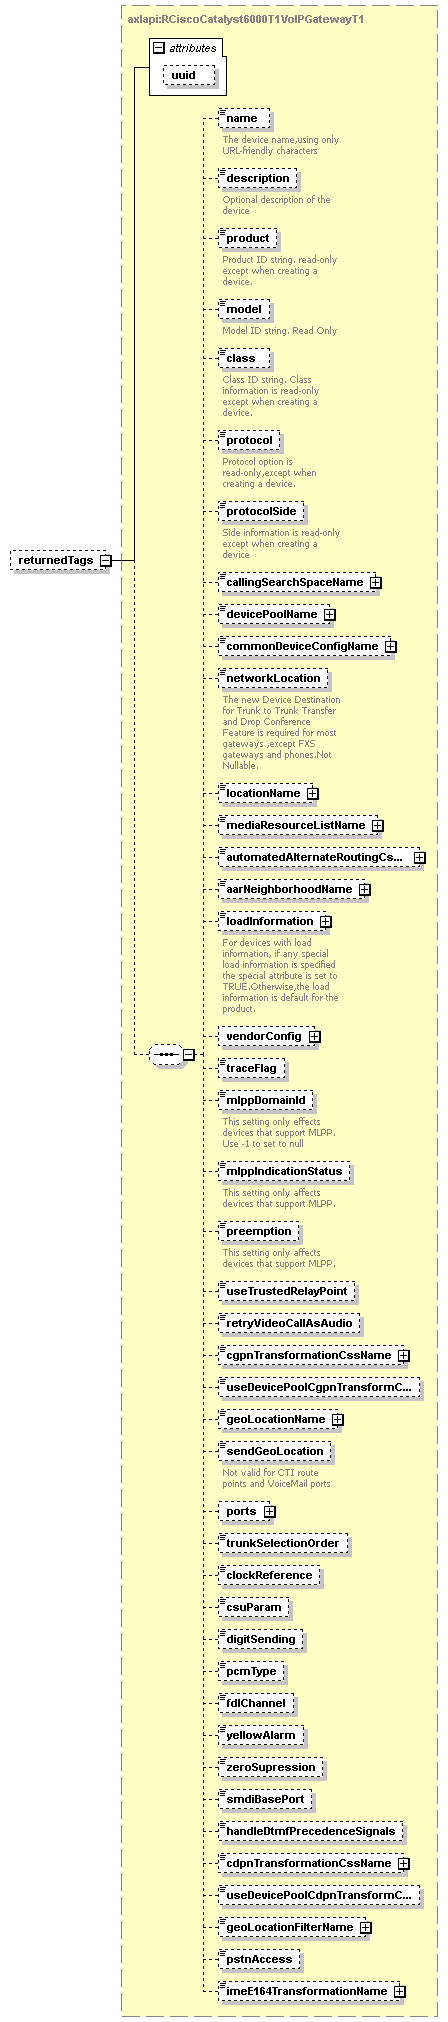 axlapi:RCiscoCatalyst6000T1VoIPGatewayT1
attributes
uuid
name
The device name,using only
URL-friendly characters
description
Optional description of the
device
product
Product ID string. read-only
except when creating a
device.
model
Model ID string. Read Only
class
Class ID string. Class
information is read-only
except when creating a
device.
protocol
Protocol option is
read-only,except when
creating a device.
protocolSide
Side information is read-only
except when creating a
device
returnedTags
callingSearchSpaceName
devicePoolName
commonDeviceConfigName
networkLocation
The new Device Destination
for Trunk to Trunk Transfer
and Drop Conference
Feature is required for most
gateways ,except FXS
gateways and phones.Not
Nullable.
locationName
mediaResourceListName
automatedAlternateRoutingCs...
aarNeighborhoodName
loadInformation
For devices with load
information, if any special
load information is specified
the special attribute is set to
TRUE.Otherwise,the load
information is default for the
product.
vendorConfig
traceFlag
mlppDomainId
This setting only effects
devices that support MLPP.
Use -1 to set to null
mlppIndicationStatus
This setting only affects
devices that support MLPP.
preemption
This setting only affects
devices that support MLPP.
useTrustedRelayPoint
retryVideoCallAsAudio
cgpnTransformationCssName
useDevicePoolCgpnTransformC...
geoLocationName
sendGeoLocation
Not valid for CTI route
points and VoiceMail ports
ports
trunkSelectionOrder
clockReference
csuParam
digitSending
pcmType
fdlChannel
yellowAlarm
zeroSupression
smdiBasePort
handleDtmfPrecedenceSignals
cdpnTransformationCssName
useDevicePoolCdpnTransformC...
geoLocationFilterName
pstnAccess
imeE164TransformationName